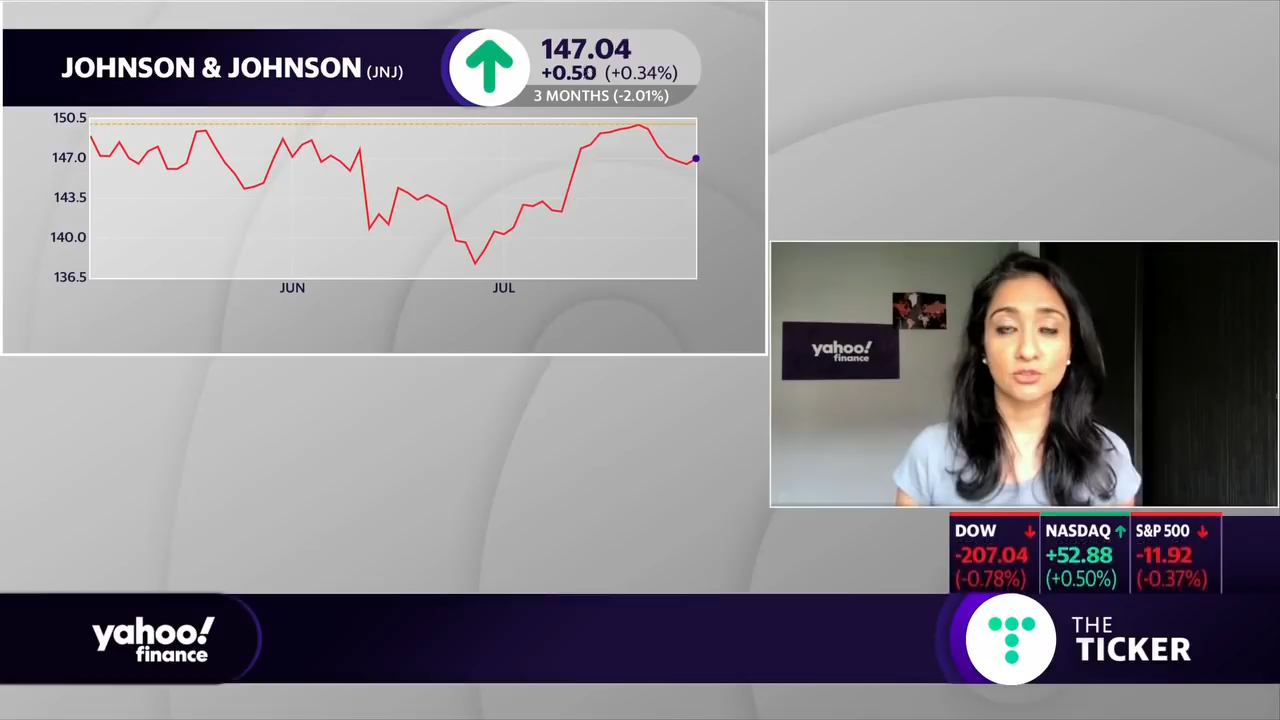 JOHNSON & JOHNSON (JNJ)
147.04
+0.50 (+0.34%)
3 MONTHS (-2.01%)
150.5
147.0
143.5
140.0
136.5
JUN
JUL
yahoo!
finance
DOW
-207.04
(-0.78%)
NASDAQ
+52.88
(+0.50%)
S&P 500
-11.92
(-0.37%)
yahoo!
finance
THE
TICKER